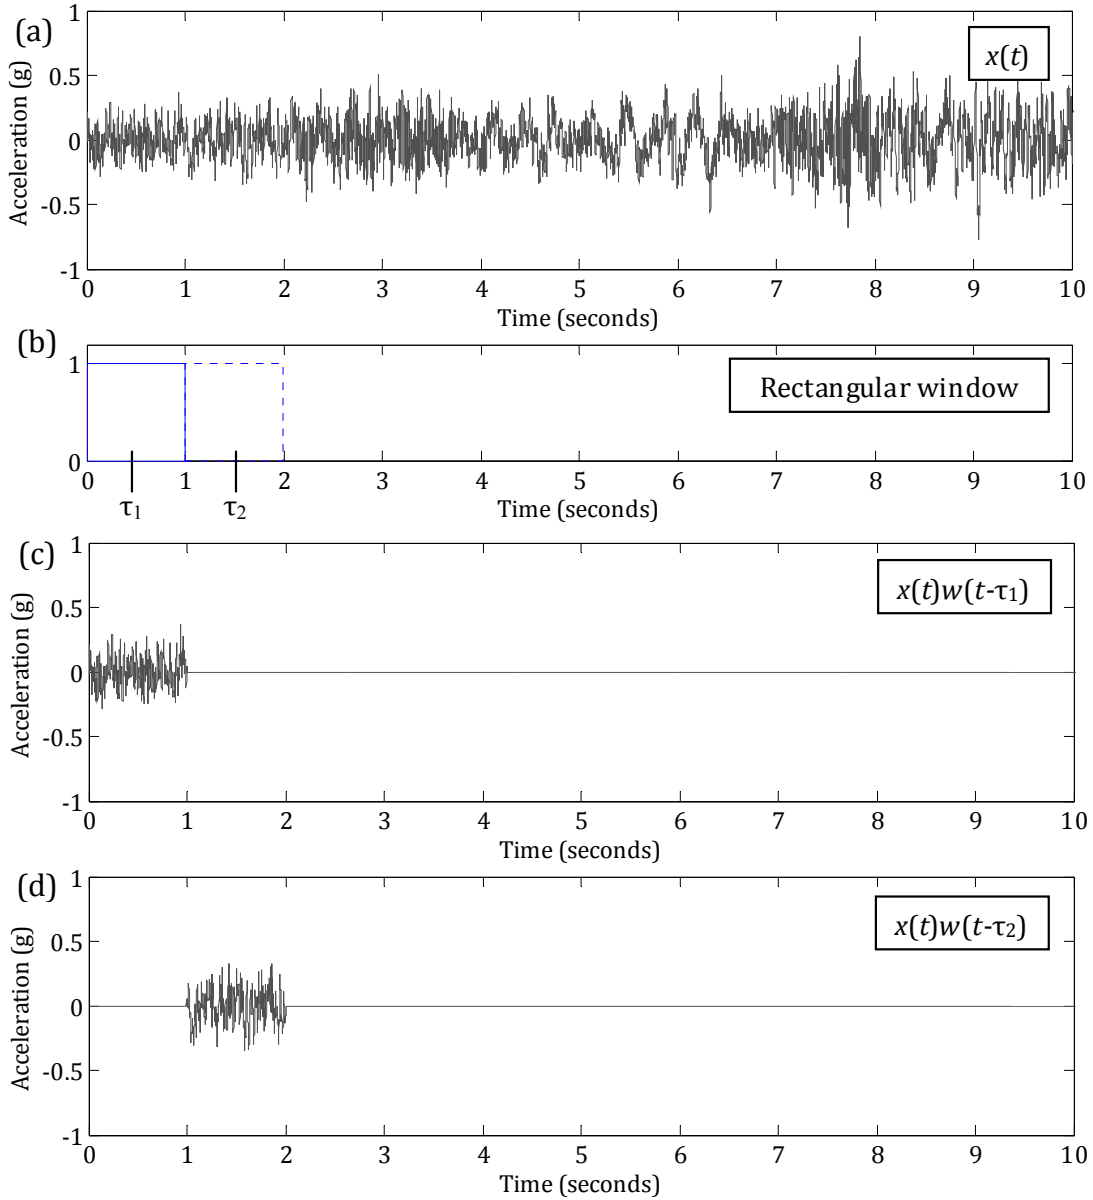 (a)
x(t)
Acceleration (g)
1
0.5
0
-0.5
-1
0 1 2 3 4 5 6 7 8 9 10
Time (seconds)
(b)
Rectangular window
1
0
0 1 2 3 4 5 6 7 8 9 10
τ1 τ2
Time (seconds)
(c)
x(t)w(t-τ1)
Acceleration (g)
1
0.5
0
-0.5
-1
0 1 2 3 4 5 6 7 8 9 10
Time (seconds)
(d)
x(t)w(t-τ2)
Acceleration (g)
1
0.5
0
-0.5
-1
0 1 2 3 4 5 6 7 8 9 10
Time (seconds)